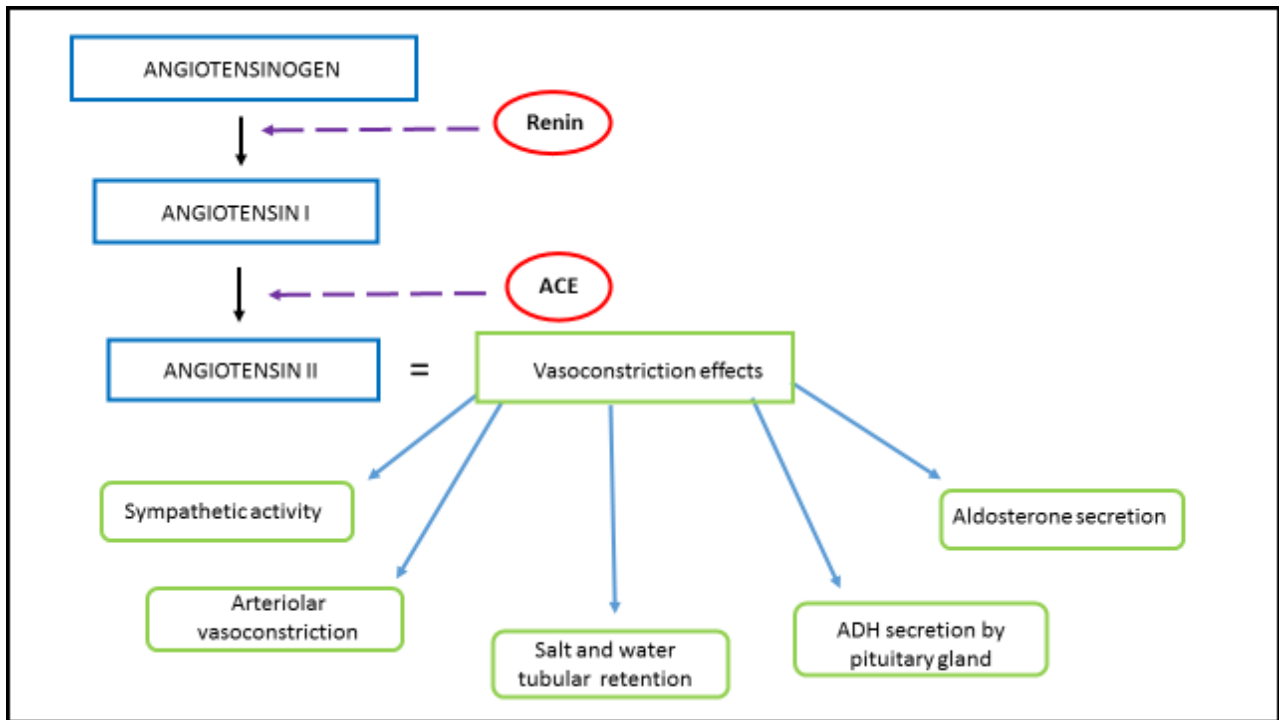 ANGIOTENSINOGEN
Renin
ANGIOTENSIN I
ACE
ANGIOTENSIN II
=
Vasoconstriction effects
Sympathetic activity
Aldosterone secretion
Arteriolar
vasoconstriction
Salt and water
tubular retention
ADH secretion by
pituitary gland